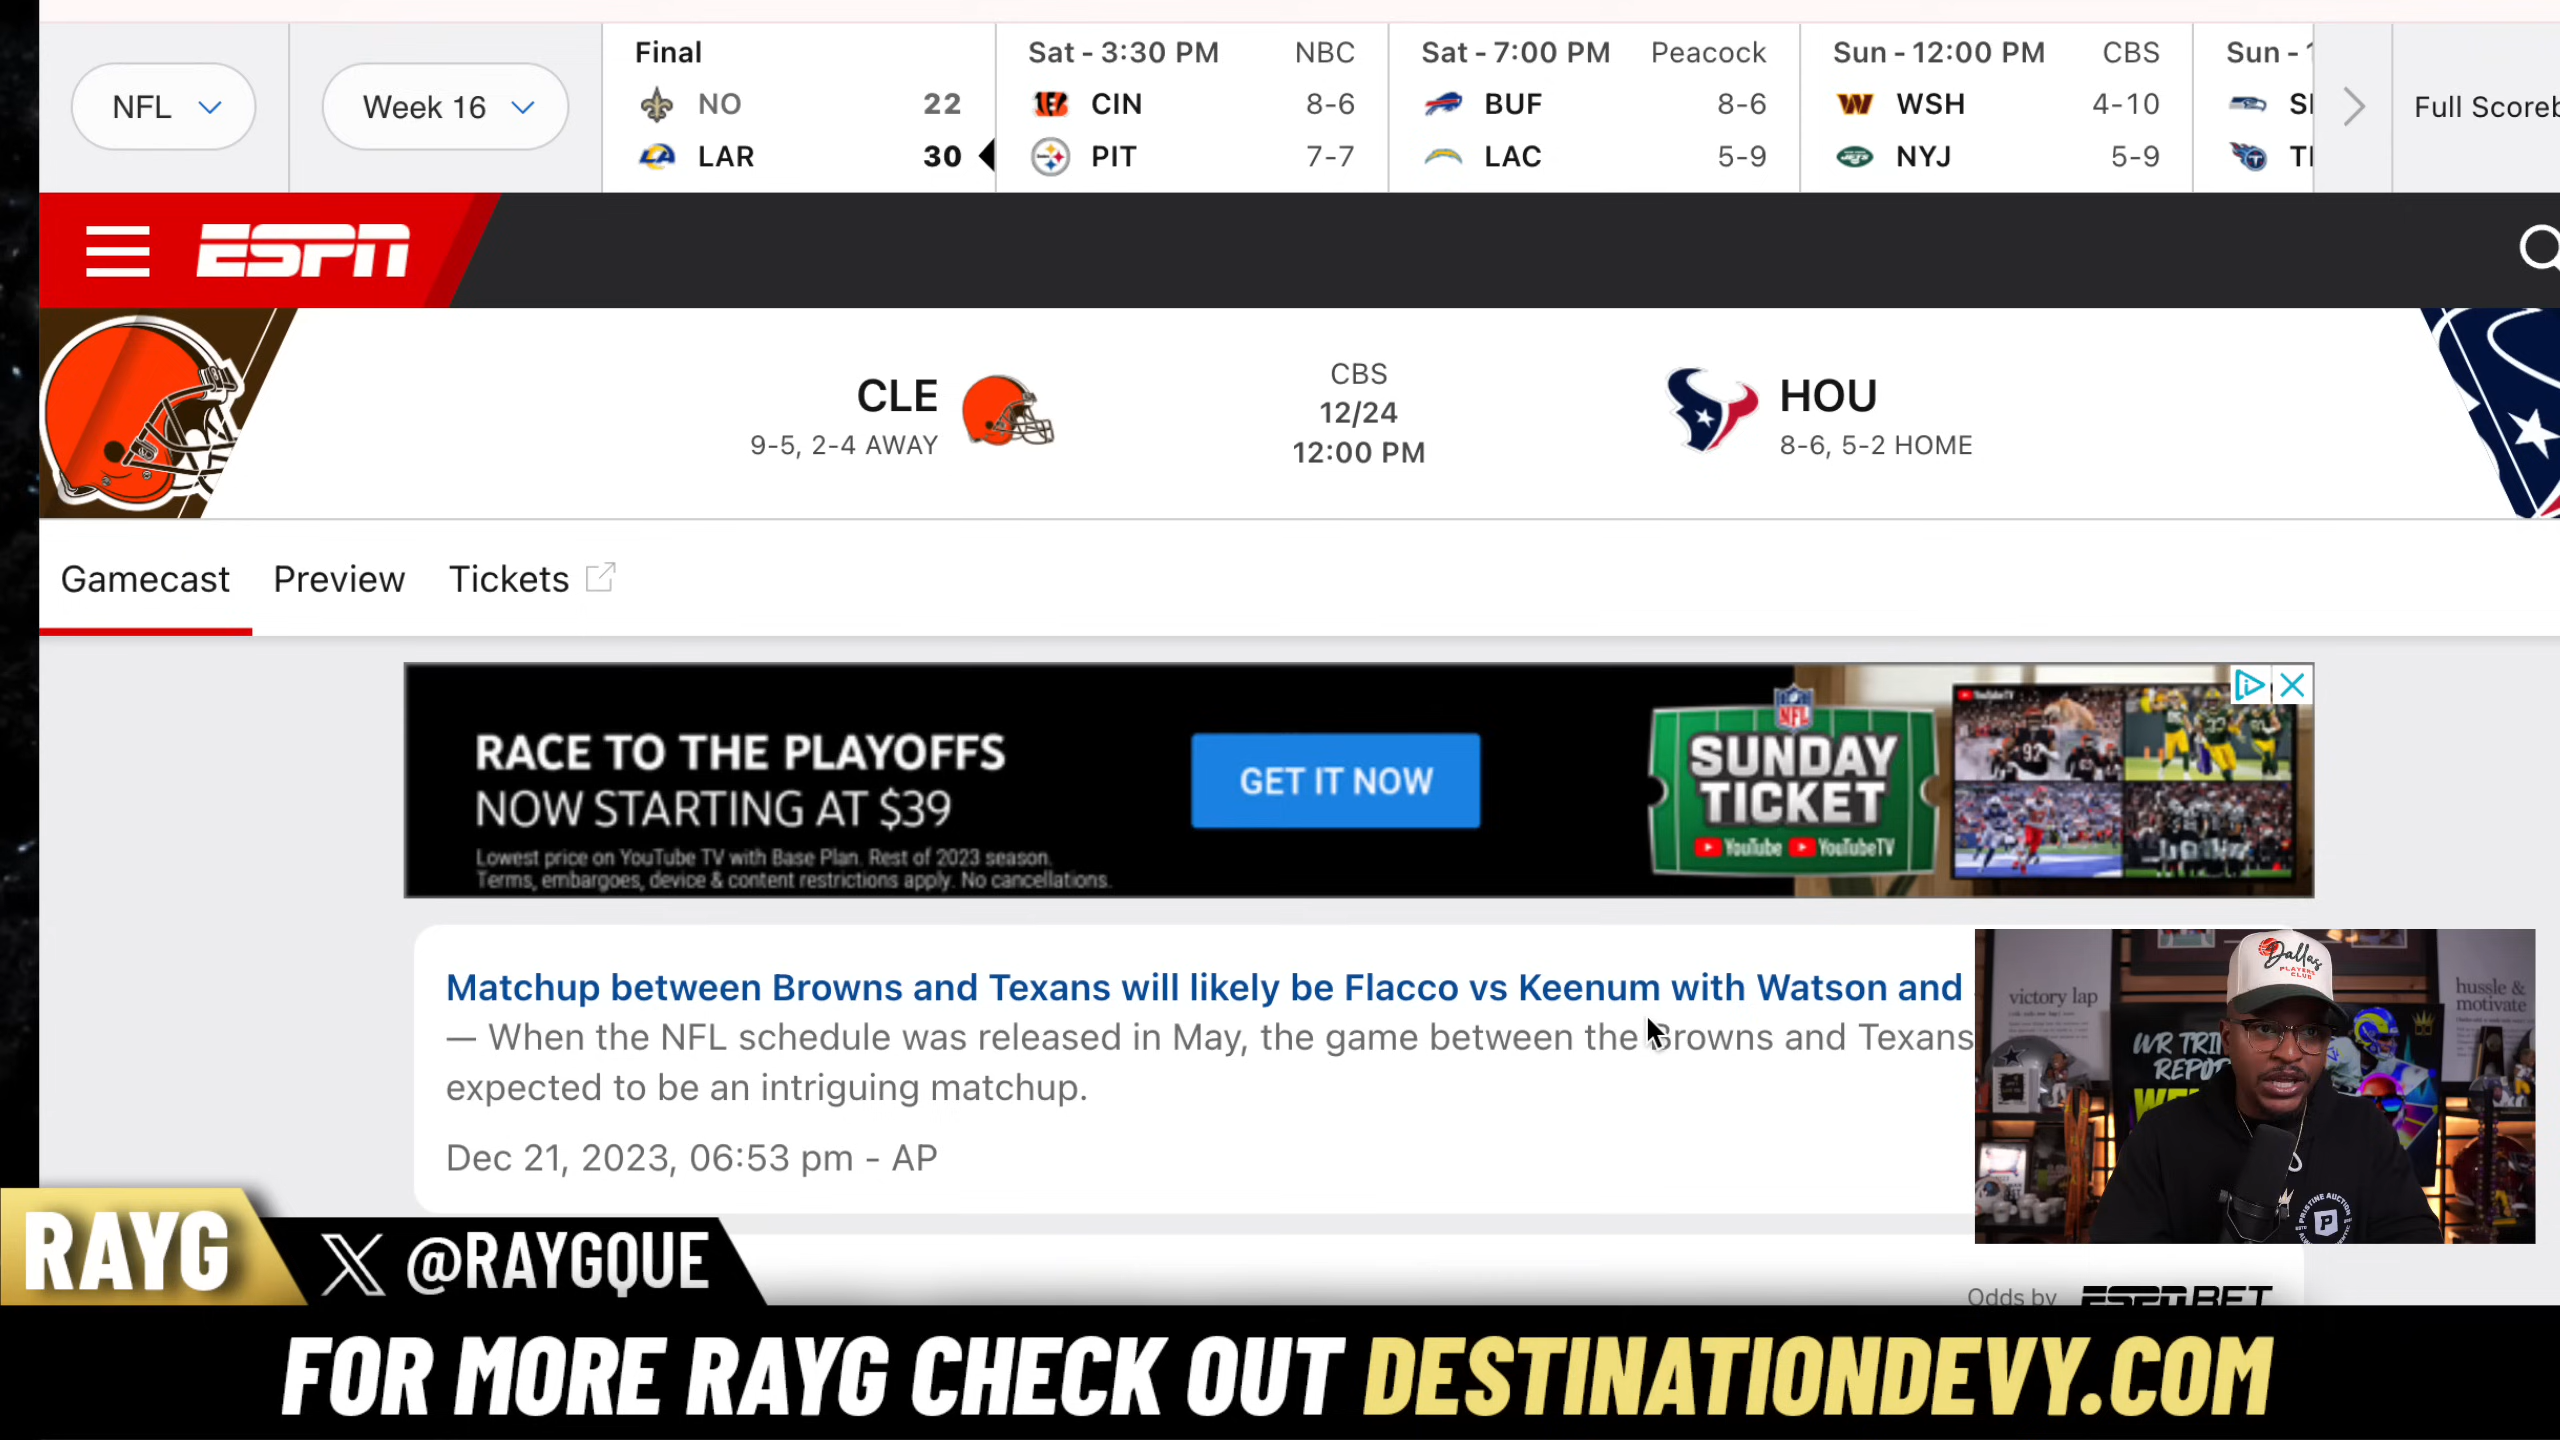 NFL
Week 16
Final
NO 22
LAR 30
Sat - 3:30 PM NBC
CIN 8-6
PIT 7-7
Sat - 7:00 PM Peacock
BUF 8-6
LAC 5-9
Sun - 12:00 PM CBS
WSH 4-10
NYJ 5-9
Sun -
Full
ESPN
CLE
9-5, 2-4 AWAY
CBS
12/24
12:00 PM
HOU
8-6, 5-2 HOME
Gamecast Preview Tickets
RACE TO THE PLAYOFFS
NOW STARTING AT $39
Lowest price on YouTube TV with Base Plan. Rest of 2023 season.
Terms, embargoes, device & content restrictions apply. No cancellations.
GET IT NOW
NFL
SUNDAY
TICKET
YouTube YouTubeTV
Matchup between Browns and Texans will likely be Flacco vs Keenum with Watson and
— When the NFL schedule was released in May, the game between the Browns and Texans
expected to be an intriguing matchup.
Dec 21, 2023, 06:53 pm - AP
victory lap
hussle &
motivate
Dallas
PLAYERS
CLUB
WR
Odds by ESPN BET
RAYG
X @RAYGQUE
FOR MORE RAYG CHECK OUT DESTINATIONDEVY.COM